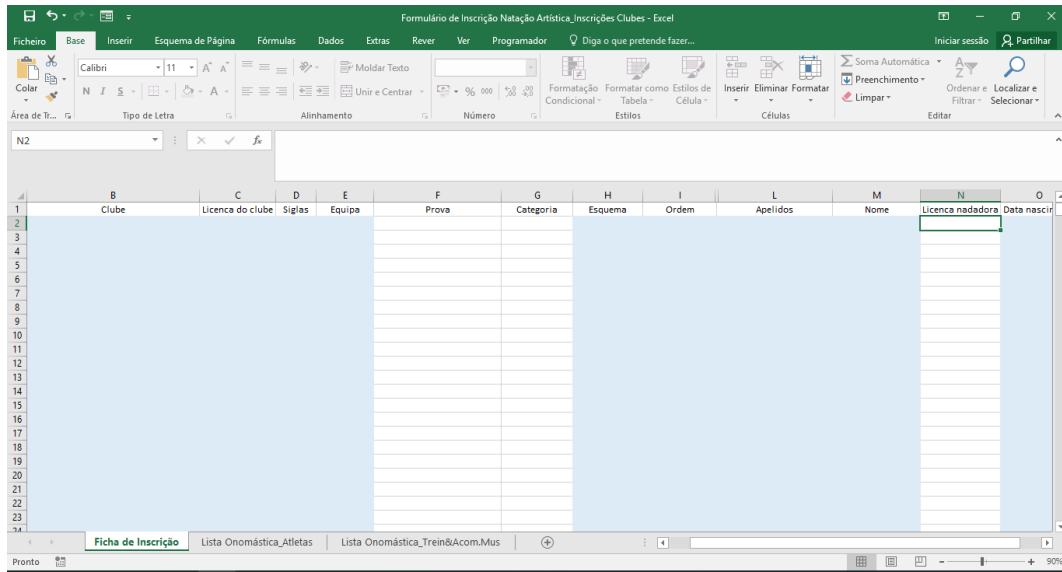 Formulário de Inscrição Natação Artística_Inscrições Clubes - Excel
Ficheiro Base Inserir Esquema de Página Fórmulas Dados Extras Rever Ver Programador Diga o que pretende fazer... Iniciar sessão Partilhar
Colar
Calibri 11
Moldar Texto
N I S
Unir e Centrar
% 000
Formatação Condicional
Formatar como Tabela
Estilos de Célula
Inserir Eliminar Formatar
Soma Automática
Preenchimento
Limpar
Ordenar e Filtrar
Localizar e Selecionar
Área de Tr... Tipo de Letra Alinhamento Número Estilos Células Editar
N2 fx
B C D E F G H I L M N O
1 Clube Licenca do clube Siglas Equipa Prova Categoria Esquema Ordem Apelidos Nome Licenca nadadora Data nascir
2
3
4
5
6
7
8
9
10
11
12
13
14
15
16
17
18
19
20
21
22
23
24
Ficha de Inscrição Lista Onomástica_Atletas Lista Onomástica_Trein&Acom.Mus
Pronto 90%